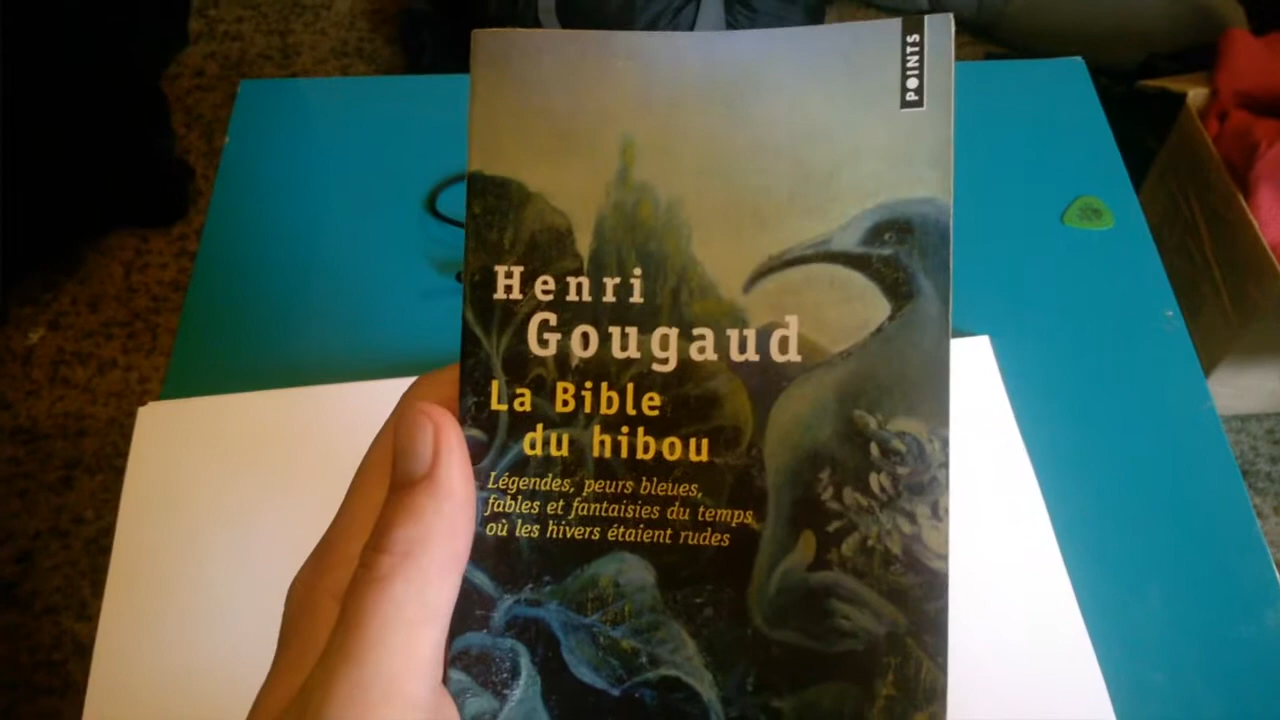 POINTS
Henri
Gougaud
La Bible
du hibou
Légendes, peurs bleues,
fables et fantaisies du temps
où les hivers étaient rudes